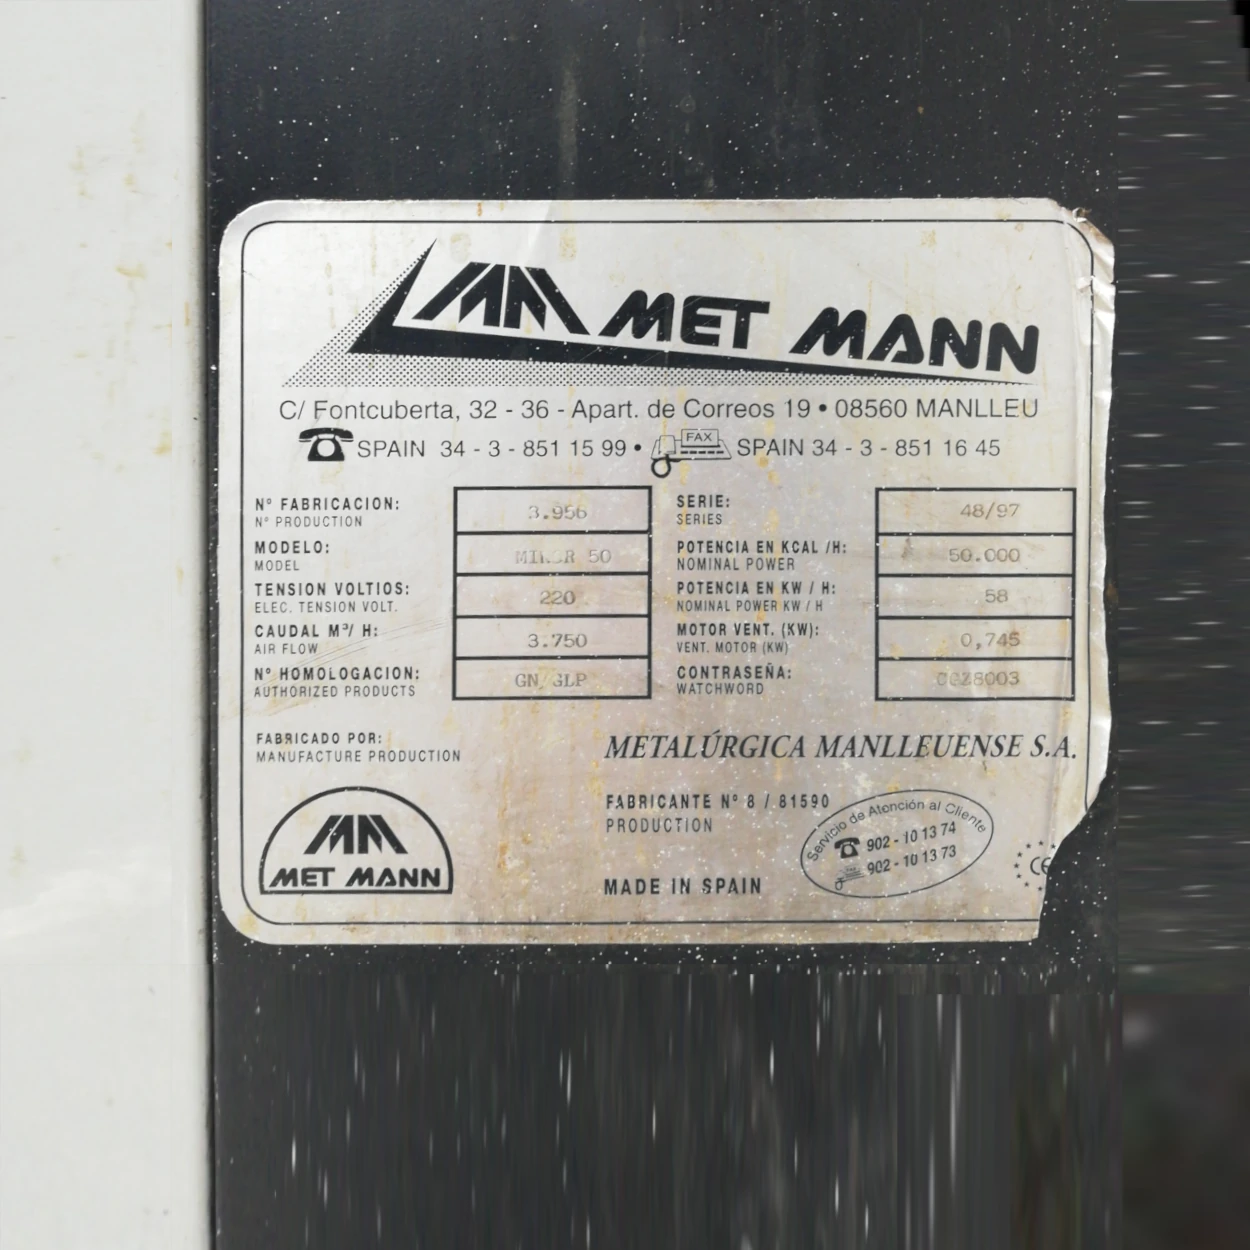 MET MANN
C/ Fontcuberta, 32 - 36 - Apart. de Correos 19 • 08560 MANLLEU
SPAIN 34 - 3 - 851 15 99 • FAX SPAIN 34 - 3 - 851 16 45
Nº FABRICACION: 3.956 SERIE: 48/97
Nº PRODUCTION SERIES
MODELO: 50 POTENCIA EN KCAL /H: 50.000
MODEL NOMINAL POWER
TENSION VOLTIOS: 220 POTENCIA EN KW / H: 58
ELEC. TENSION VOLT. NOMINAL POWER KW / H
CAUDAL M³/ H: 3.750 MOTOR VENT. (KW): 0,745
AIR FLOW VENT. MOTOR (KW)
Nº HOMOLOGACION: GN/GLP CONTRASEÑA:
AUTHORIZED PRODUCTS WATCHWORD
FABRICADO POR: METALÚRGICA MANLLEUENSE S.A.
MANUFACTURE PRODUCTION
FABRICANTE Nº 8 / 81590
PRODUCTION
MADE IN SPAIN
MET MANN
Servicio de Atención al Cliente
902 - 10 13 74
902 - 10 13 73
CE